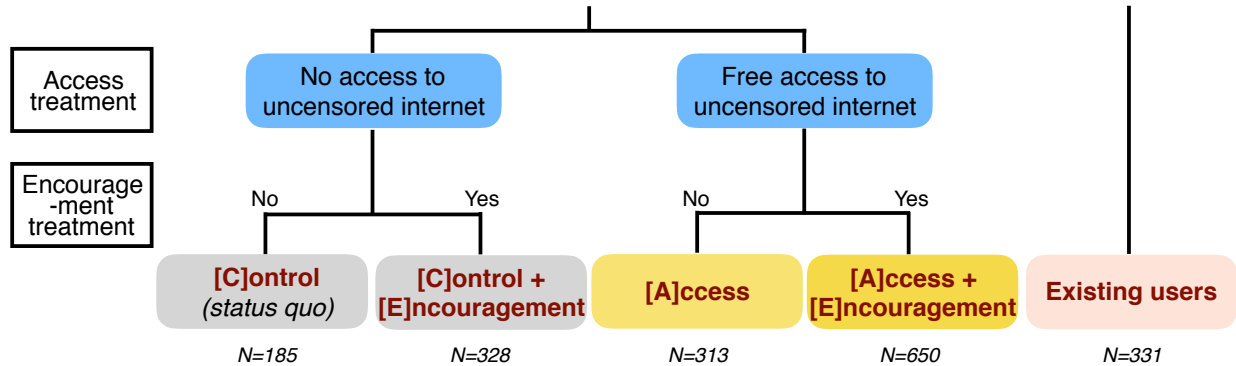 Access
treatment
No access to
uncensored internet
Free access to
uncensored internet
Encourage
-ment
treatment
No
Yes
No
Yes
[C]ontrol
(status quo)
[C]ontrol +
[E]ncouragement
[A]ccess
[A]ccess +
[E]ncouragement
Existing users
N=185
N=328
N=313
N=650
N=331